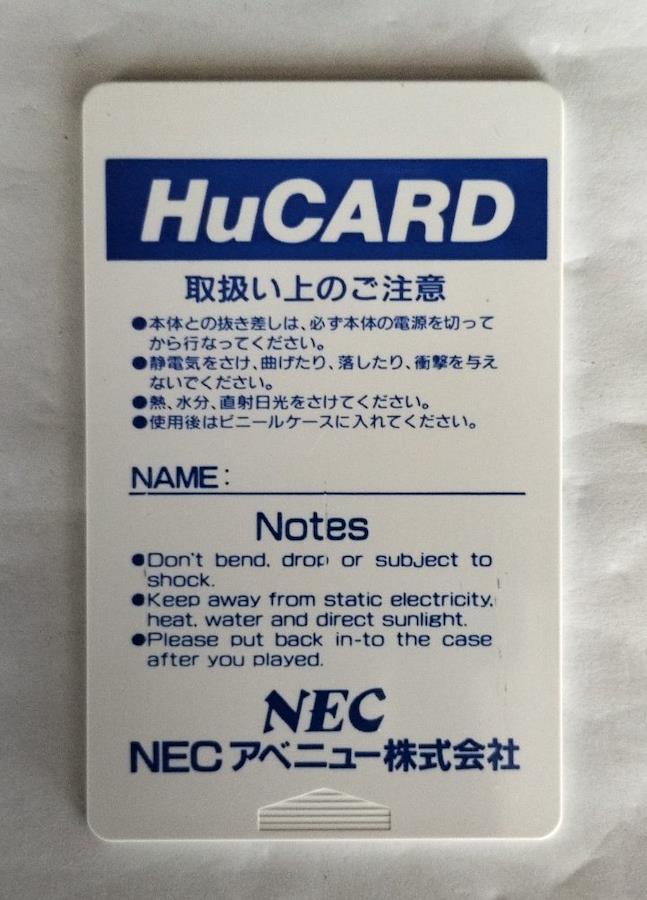 HuCARD
取扱い上のご注意
●本体との抜き差しは、必ず本体の電源を切って
から行なってください。
●静電気をさけ、曲げたり、落したり、衝撃を与え
ないでください。
●熱、水分、直射日光をさけてください。
●使用後はビニールケースに入れてください。
NAME:
Notes
●Don't bend, drop or subject to
shock.
●Keep away from static electricity,
heat, water and direct sunlight.
●Please put back in-to the case
after you played.
NEC
NECアベニュー株式会社